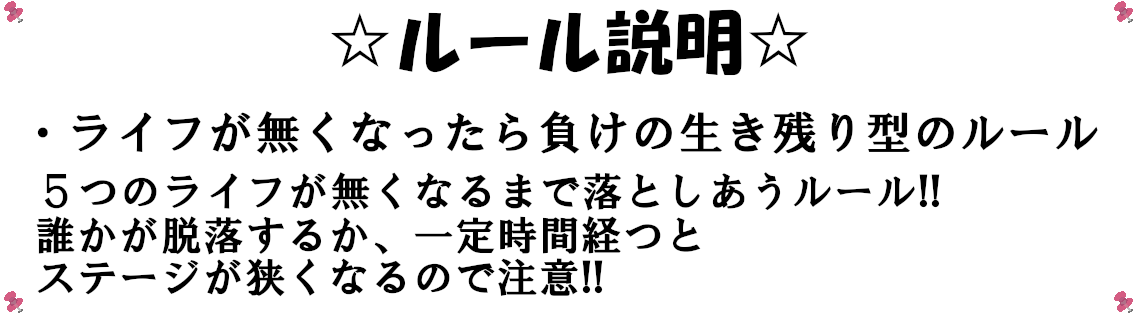 ☆ルール説明☆
・ライフが無くなったら負けの生き残り型のルール
５つのライフが無くなるまで落としあうルール!!
誰かが脱落するか、一定時間経つと
ステージが狭くなるので注意!!